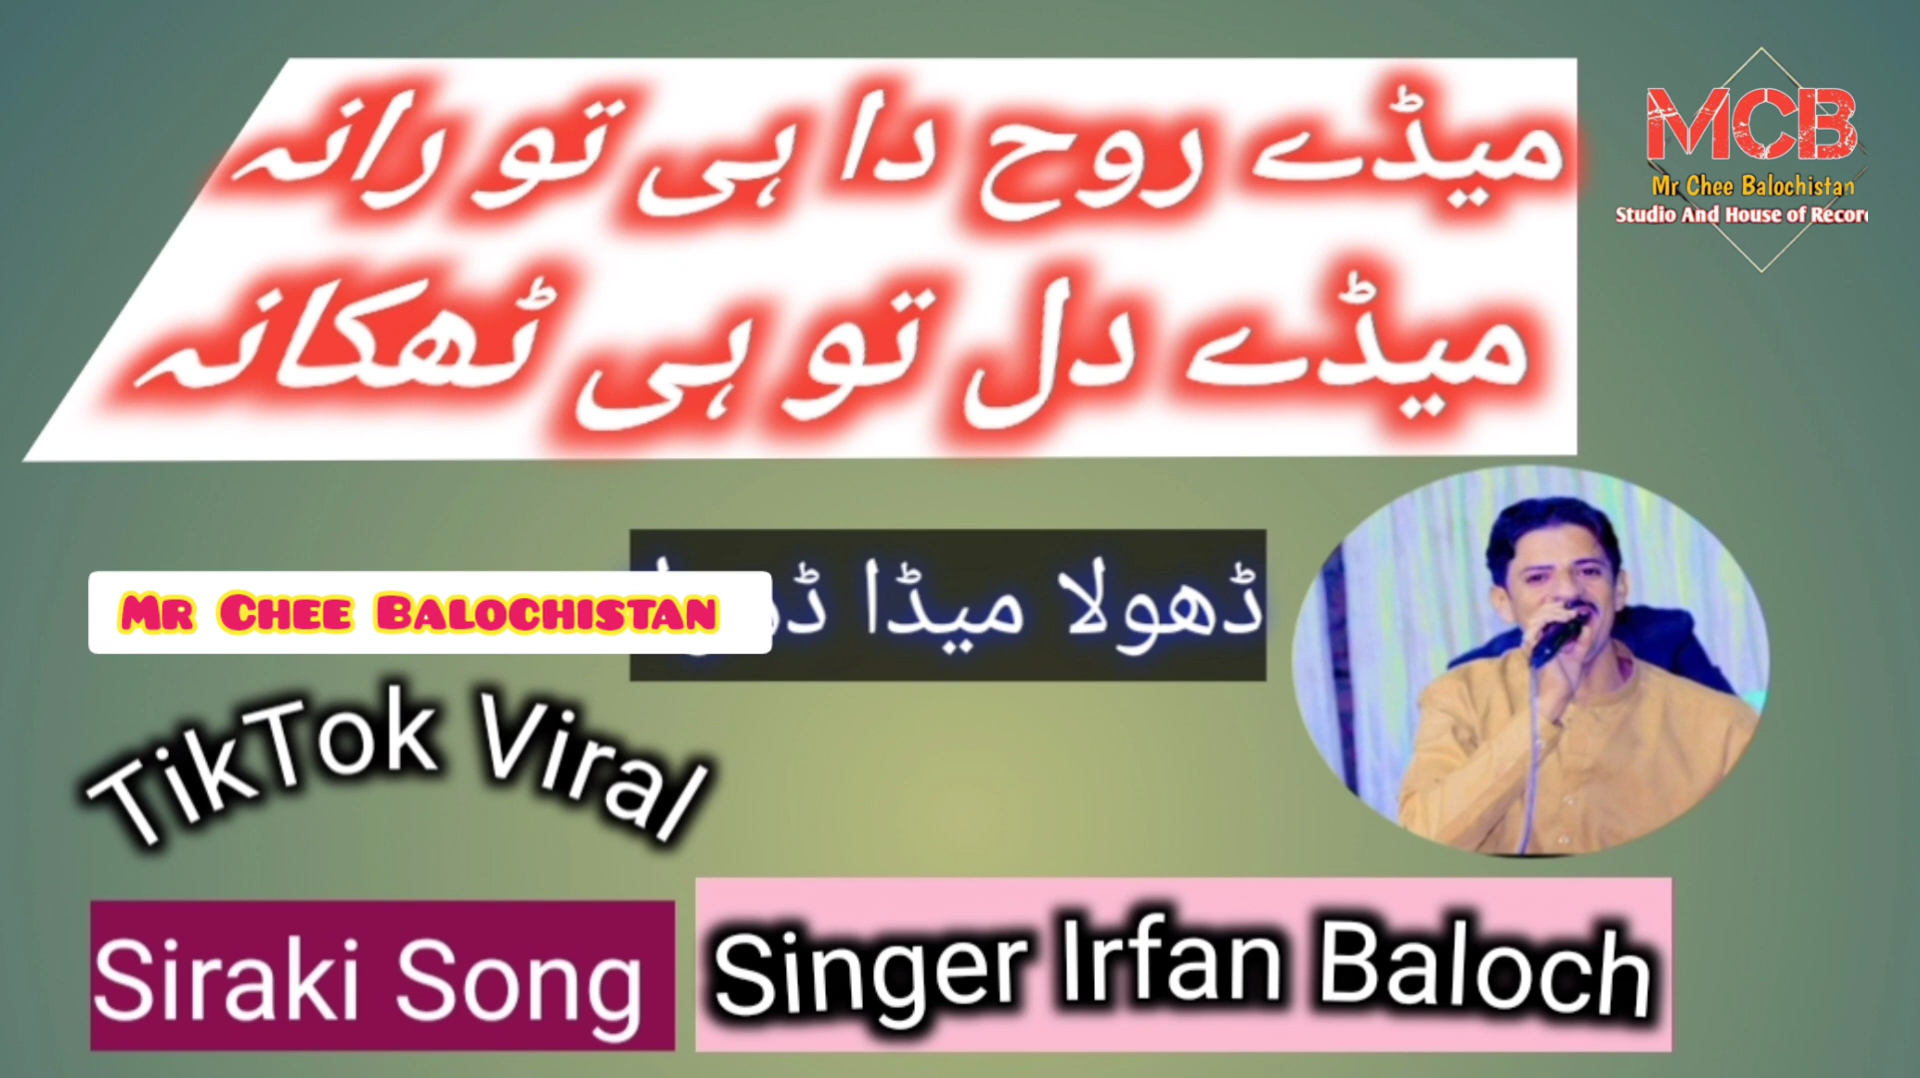 میڈے روح دا ہی تو رانہ
میڈے دل تو ہی ٹھکانہ
MCB
Mr Chee Balochistan
Studio And House of Recor
ڈھولا میڈا
Mr Chee Balochistan
TikTok Viral
Siraki Song
Singer Irfan Baloch